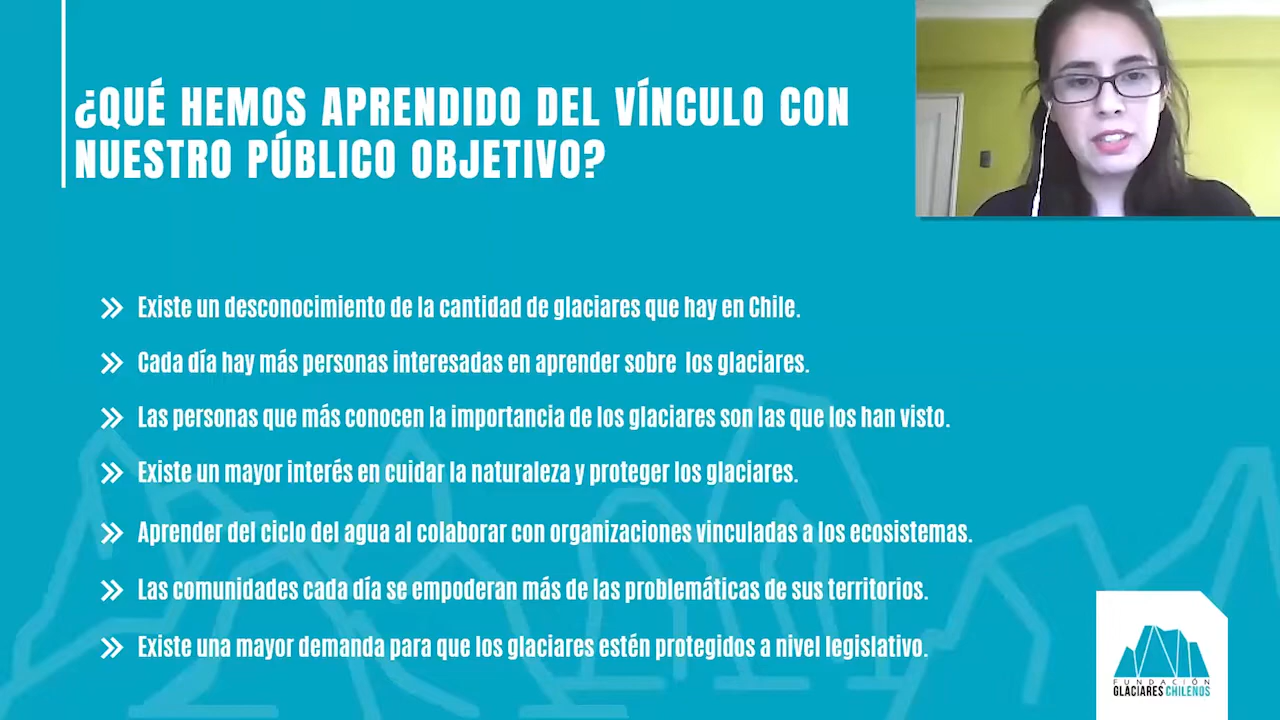 ¿QUÉ HEMOS APRENDIDO DEL VÍNCULO CON
NUESTRO PÚBLICO OBJETIVO?
Existe un desconocimiento de la cantidad de glaciares que hay en Chile.
Cada día hay más personas interesadas en aprender sobre los glaciares.
Las personas que más conocen la importancia de los glaciares son las que los han visto.
Existe un mayor interés en cuidar la naturaleza y proteger los glaciares.
Aprender del ciclo del agua al colaborar con organizaciones vinculadas a los ecosistemas.
Las comunidades cada día se empoderan más de las problemáticas de sus territorios.
Existe una mayor demanda para que los glaciares estén protegidos a nivel legislativo.
FUNDACIÓN
GLACIARES CHILENOS